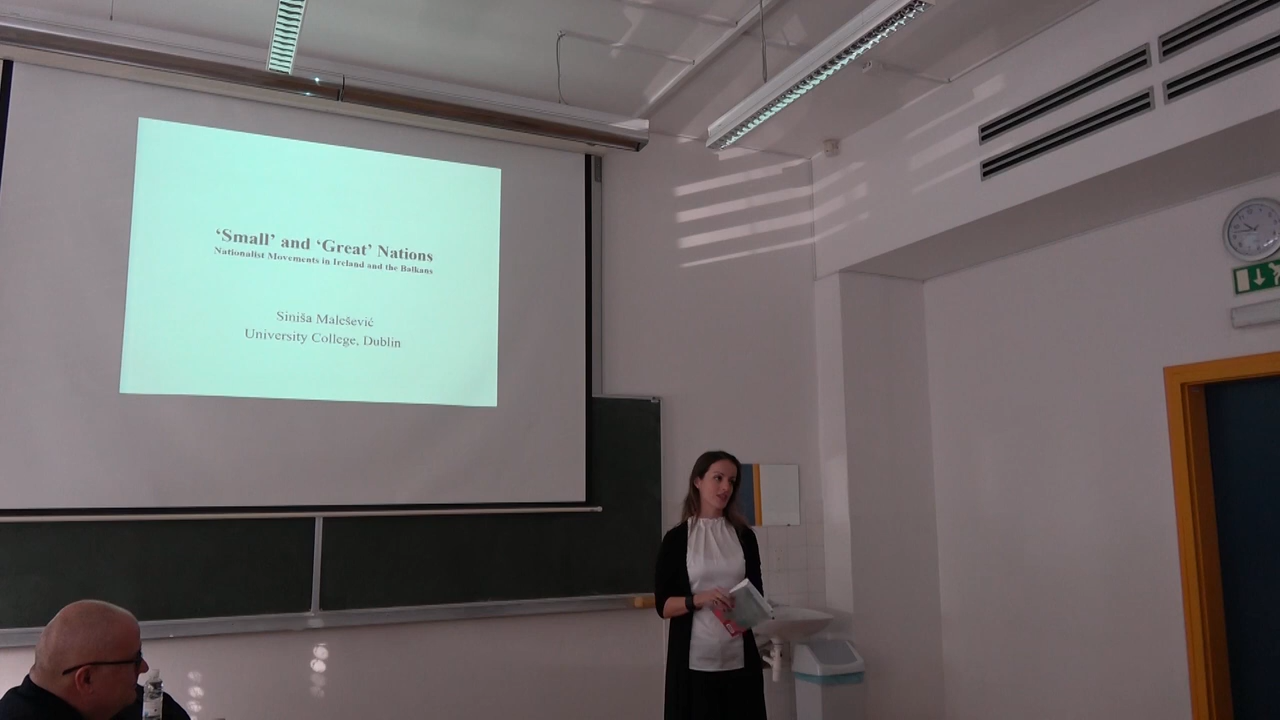 ‘Small’ and ‘Great’ Nations
Nationalist Movements in Ireland and the Balkans
Siniša Malešević
University College, Dublin